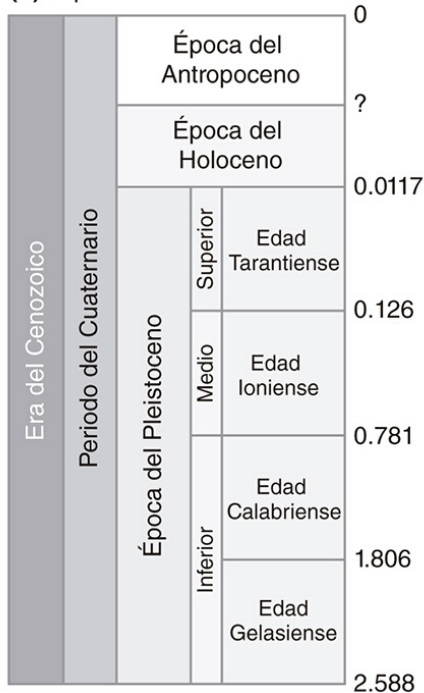 0
Época del
Antropoceno
?
Época del
Holoceno
0.0117
Era del Cenozoico
Periodo del Cuaternario
Época del Pleistoceno
Superior
Edad
Tarantiense
0.126
Medio
Edad
Ioniense
0.781
Inferior
Edad
Calabriense
1.806
Edad
Gelasiense
2.588